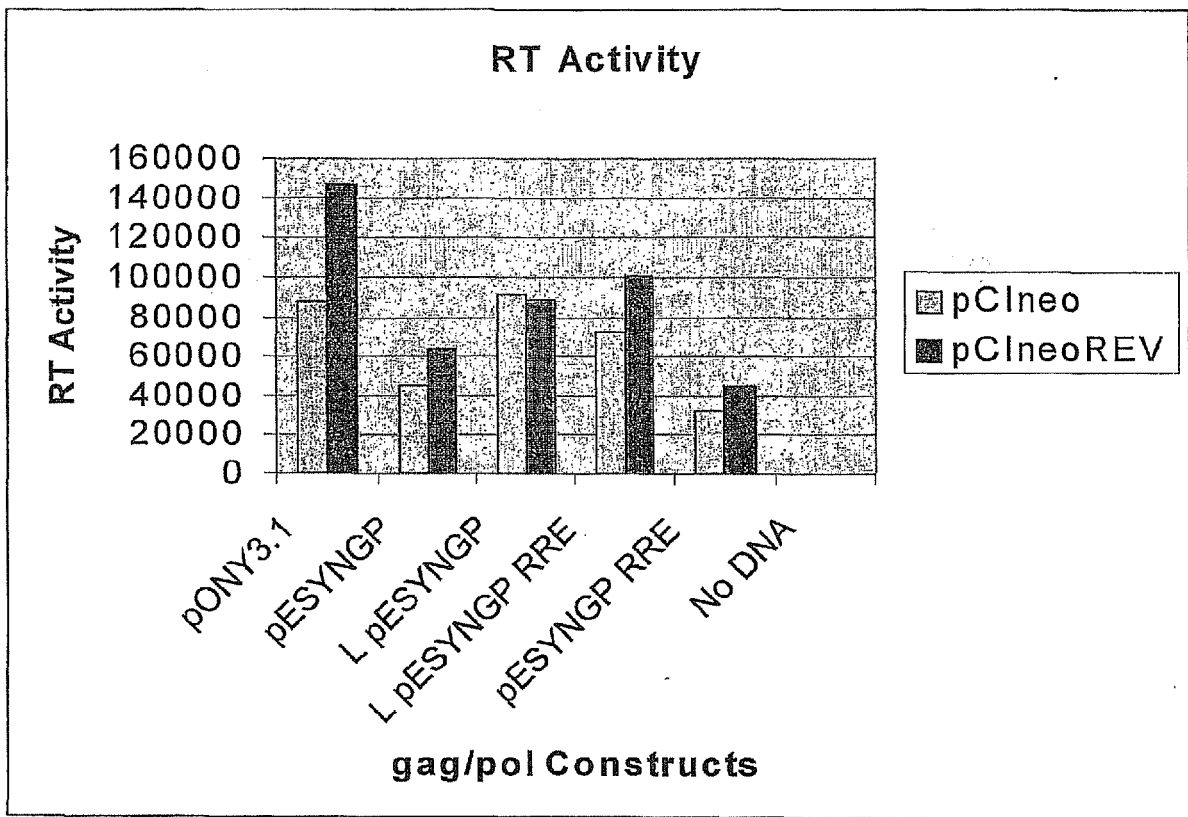 RT Activity
160000
140000
120000
100000
80000
60000
40000
20000
0
RT Activity
pONY3.1
pESYNGP
L pESYNGP
L pESYNGP RRE
pESYNGP RRE
No DNA
gag/pol Constructs
pCIneo
pCIneoREV